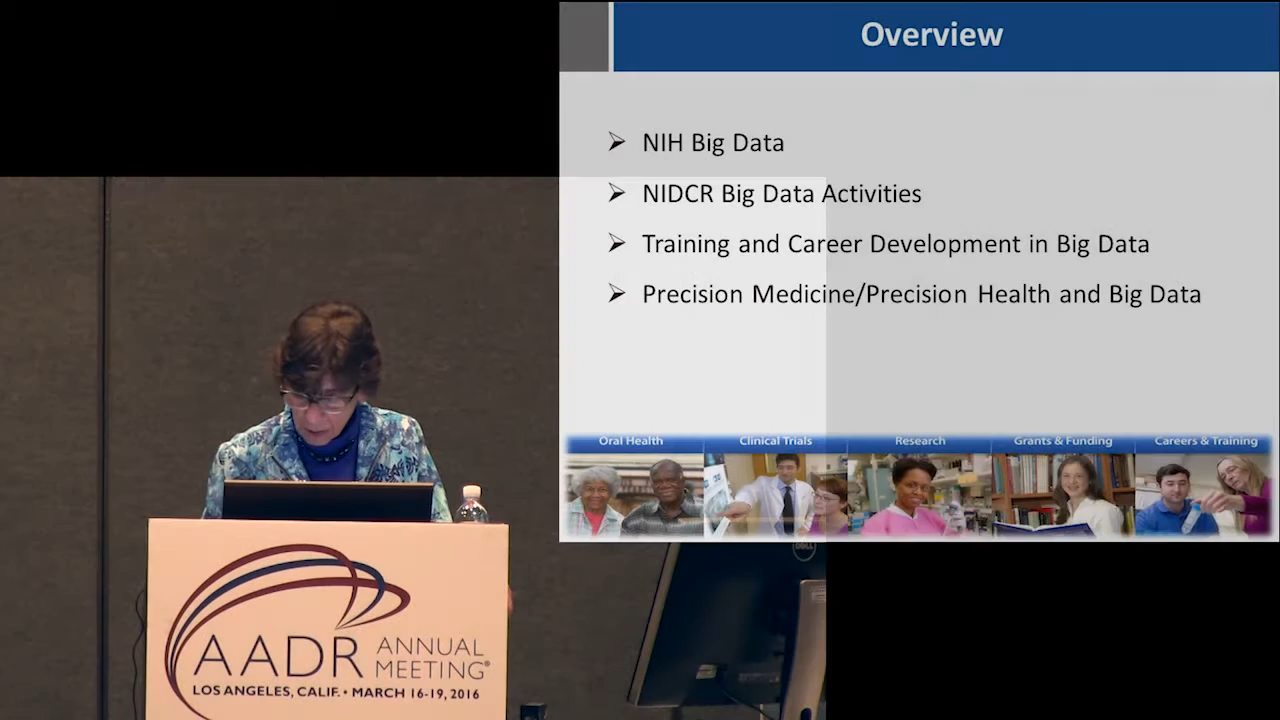 Overview
NIH Big Data
NIDCR Big Data Activities
Training and Career Development in Big Data
Precision Medicine/Precision Health and Big Data
Oral Health
Clinical Trials
Research
Grants & Funding
Careers & Training
DELL
AADR ANNUAL MEETING®
LOS ANGELES, CALIF. • MARCH 16-19, 2016